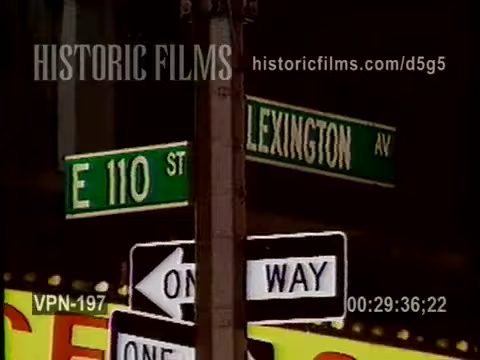 HISTORIC FILMS
historicfilms.com/d5g5
LEXINGTON AV
E 110 ST
ONE WAY
VPN-197
00:29:36;22
ONE